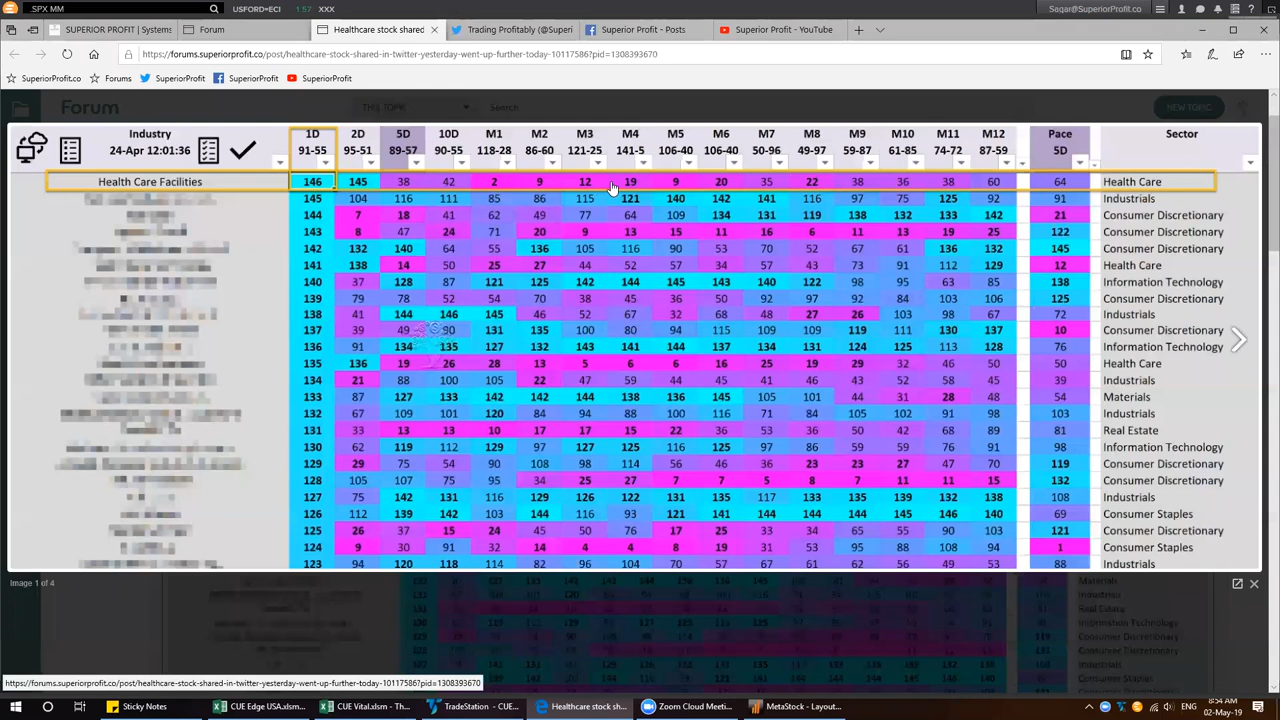 .SPX MM
USFORD=ECI
1:57
XXX
Sagar@Superi
SUPERIOR PROFIT | Systems
Forum
Healthcare stock shared
Trading Profitably (@Superi
Superior Profit - Posts
Superior Profit - YouTube
https://forums.superiorprofit.co/post/healthcare-stock-shared-in-twitter-yesterday-went-up-further-today-10117586?pid=1308393670
SuperiorProfit.co
Forums
SuperiorProfit
SuperiorProfit
SuperiorProfit
Forum
THIS TOPIC
Search
NEW TOPIC
Industry 1D 2D 5D 10D M1 M2 M3 M4 M5 M6 M7 M8 M9 M10 M11 M12 Pace Sector
24-Apr 12:01:36 91-55 95-51 89-57 90-55 118-28 86-60 121-25 141-5 106-40 106-40 50-96 49-97 59-87 61-85 74-72 87-59 5D
Health Care Facilities 146 145 38 42 2 9 12 19 9 20 35 22 38 36 38 60 64 Health Care
145 104 116 111 85 86 115 121 140 142 141 116 97 75 125 92 91 Industrials
144 7 18 41 62 49 77 64 109 134 131 119 138 132 133 142 21 Consumer Discretionary
143 8 47 24 71 20 9 13 15 11 16 6 11 13 19 25 122 Consumer Discretionary
142 132 140 64 55 136 105 116 90 53 70 52 67 61 136 132 145 Consumer Discretionary
141 138 14 50 25 27 44 52 57 34 57 43 73 91 112 129 12 Health Care
140 37 128 87 121 125 142 144 145 143 140 122 98 95 63 85 138 Information Technology
139 79 78 52 54 70 38 45 36 50 92 97 92 84 103 106 125 Consumer Discretionary
138 41 144 146 145 46 52 67 32 68 48 27 26 103 98 67 72 Industrials
137 39 49 90 131 135 100 80 94 115 109 109 119 111 130 137 10 Consumer Discretionary
136 91 134 135 127 132 143 141 144 137 134 131 124 125 113 128 76 Information Technology
135 136 19 26 28 13 5 6 6 16 25 19 29 32 46 50 50 Health Care
134 21 88 100 105 22 47 59 44 45 41 46 43 52 58 45 39 Industrials
133 87 127 133 142 142 144 138 136 145 105 101 44 31 28 48 54 Materials
132 67 109 101 120 84 94 88 100 116 71 84 105 102 91 98 103 Industrials
131 33 13 13 10 17 17 15 22 36 53 36 50 42 68 89 81 Real Estate
130 62 119 112 129 97 127 125 116 125 97 86 59 76 91 98 Information Technology
129 29 75 54 90 108 98 114 56 46 36 23 23 27 47 70 119 Consumer Discretionary
128 105 107 75 95 34 25 27 7 7 5 8 7 11 11 15 132 Consumer Discretionary
127 75 142 131 116 129 126 122 131 135 117 133 135 139 132 138 108 Industrials
126 112 139 142 103 144 116 93 121 141 144 144 144 145 146 140 69 Consumer Staples
125 26 37 15 24 45 50 76 17 25 33 34 65 55 90 103 121 Consumer Discretionary
124 9 30 91 32 14 4 4 8 19 31 53 95 88 108 94 1 Consumer Staples
123 94 120 118 114 82 96 104 70 57 67 61 62 56 49 53 88 Industrials
Image 1 of 4
https://forums.superiorprofit.co/post/healthcare-stock-shared-in-twitter-yesterday-went-up-further-today-10117586?pid=1308393670
Sticky Notes
CUE Edge USA.xlsm...
CUE Vital.xlsm - Th...
TradeStation - CUE...
Healthcare stock sh...
Zoom Cloud Meeting...
MetaStock - Layout...
8:54 AM
02-May-19